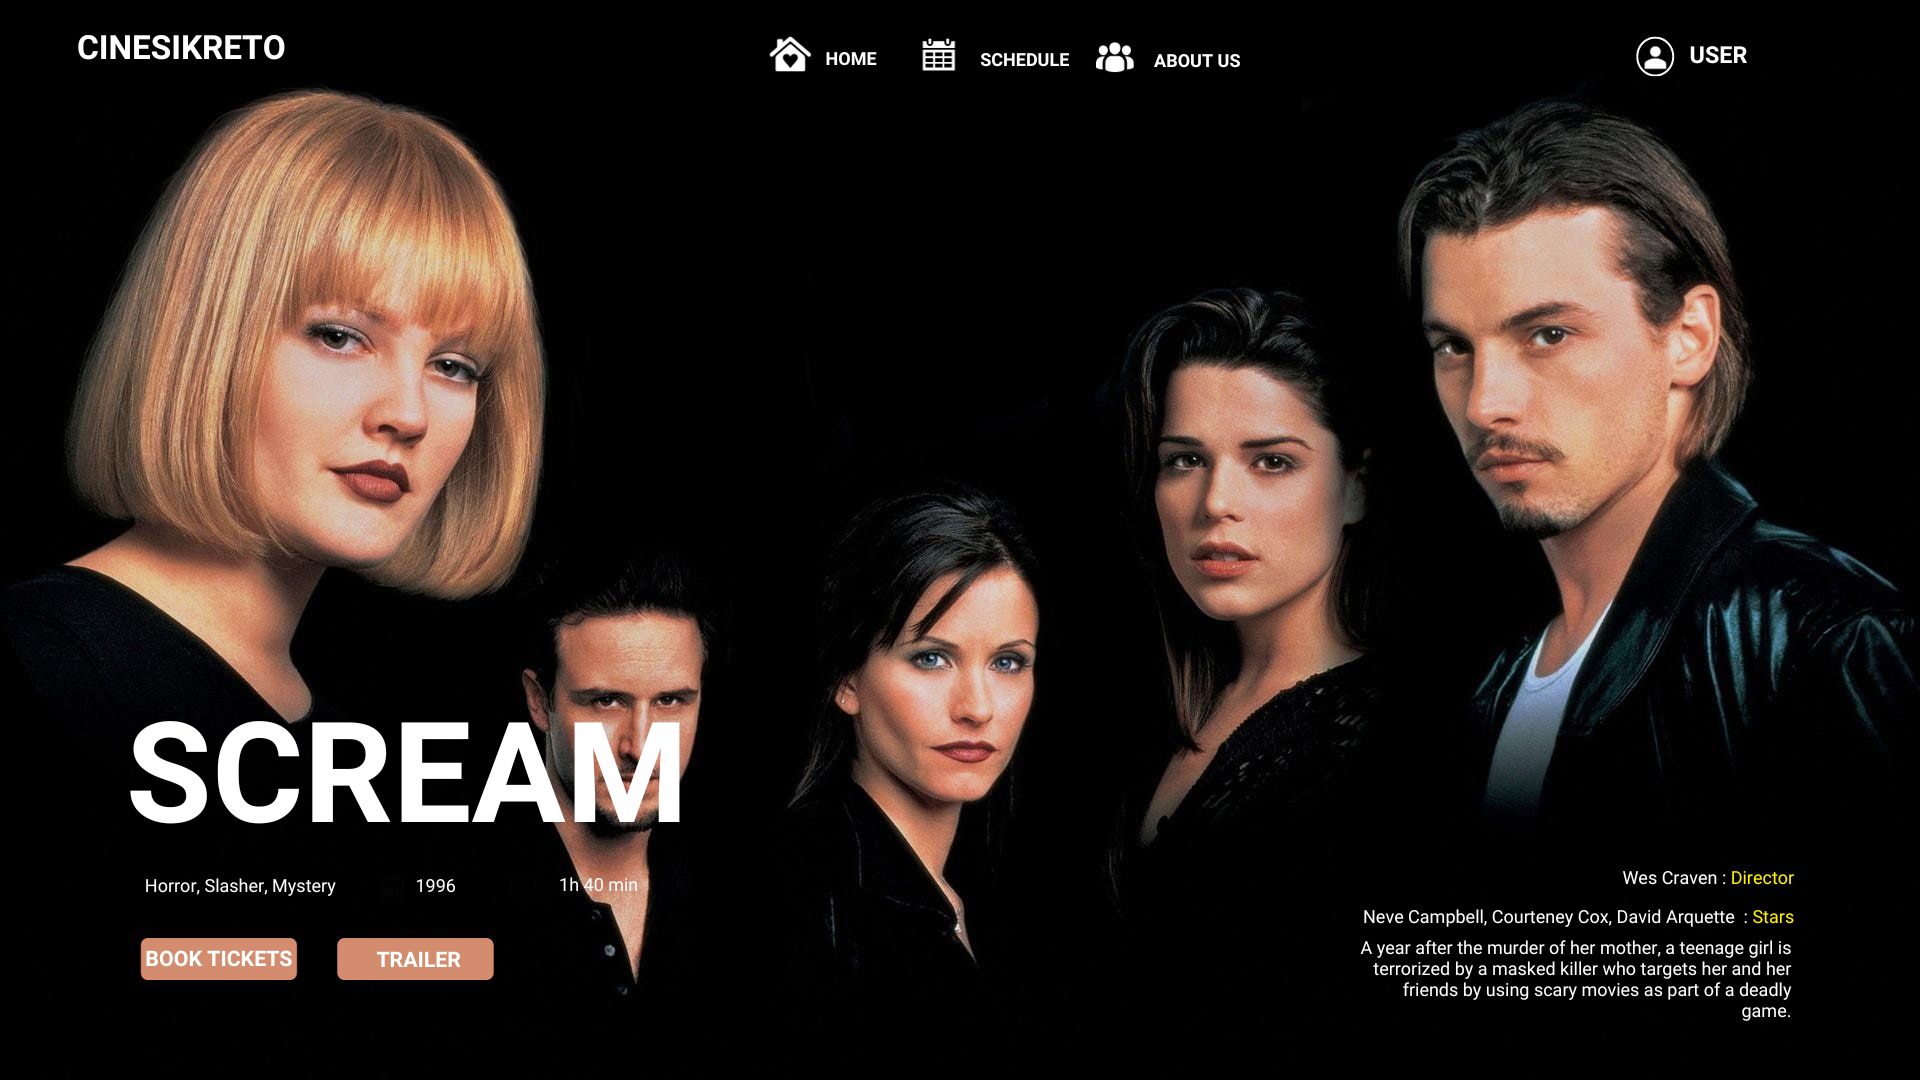 CINESIKRETO
HOME
SCHEDULE
ABOUT US
USER
SCREAM
Horror, Slasher, Mystery
1996
1h 40 min
BOOK TICKETS
TRAILER
Wes Craven : Director
Neve Campbell, Courteney Cox, David Arquette : Stars
A year after the murder of her mother, a teenage girl is
terrorized by a masked killer who targets her and her
friends by using scary movies as part of a deadly
game.